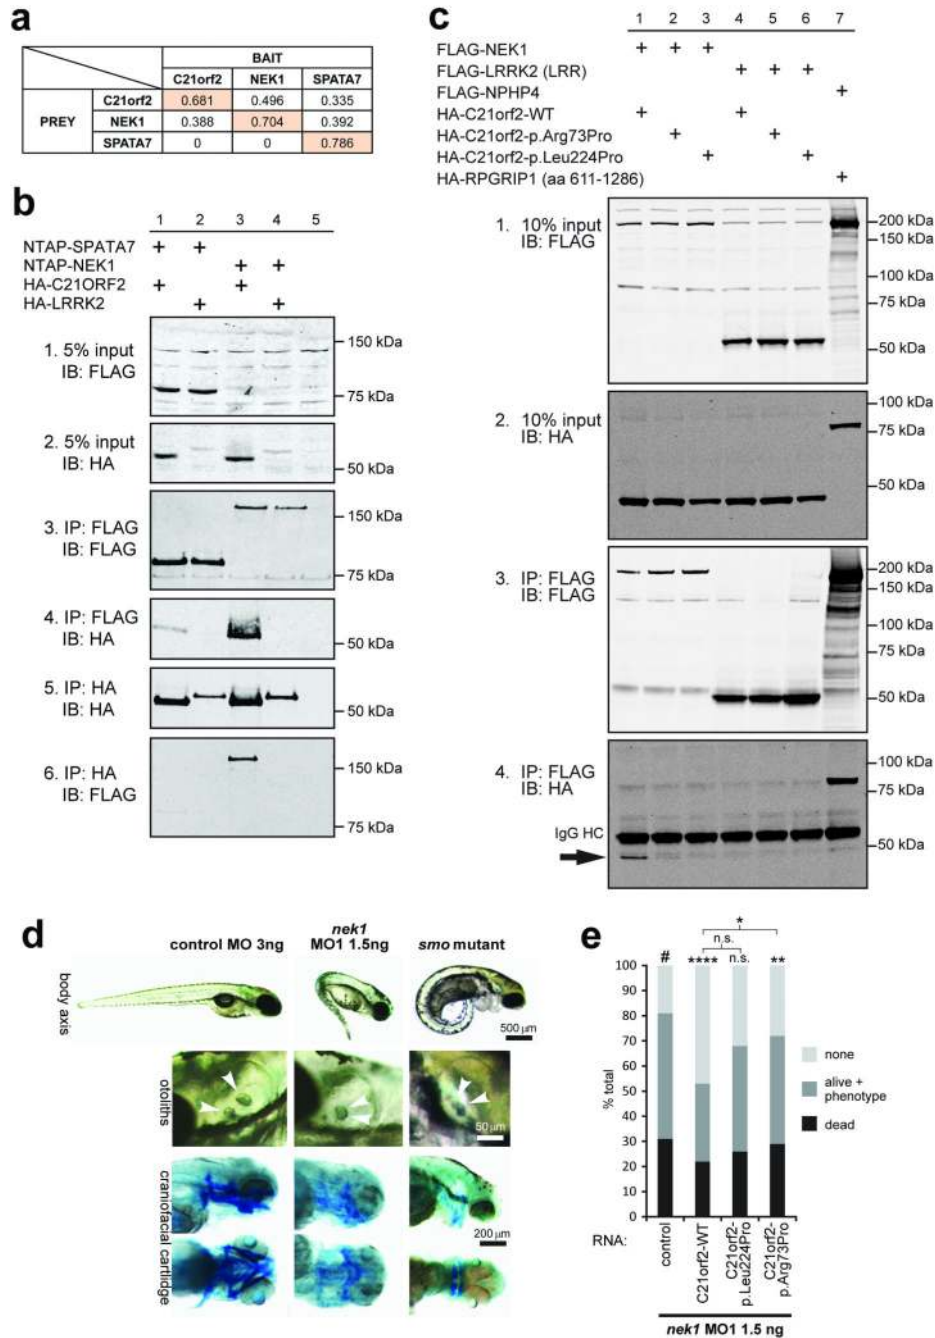 a
BAIT
C21orf2 NEK1 SPATA7
PREY
C21orf2 0.681 0.496 0.335
NEK1 0.388 0.704 0.392
SPATA7 0 0 0.786
b
1 2 3 4 5
NTAP-SPATA7 + +
NTAP-NEK1 + +
HA-C21ORF2 + +
HA-LRRK2 + +
1. 5% input
IB: FLAG
150 kDa
75 kDa
2. 5% input
IB: HA
50 kDa
3. IP: FLAG
IB: FLAG
150 kDa
75 kDa
4. IP: FLAG
IB: HA
50 kDa
5. IP: HA
IB: HA
50 kDa
6. IP: HA
IB: FLAG
150 kDa
75 kDa
c
1 2 3 4 5 6 7
FLAG-NEK1 + + +
FLAG-LRRK2 (LRR) + + +
FLAG-NPHP4 +
HA-C21orf2-WT + +
HA-C21orf2-p.Arg73Pro + +
HA-C21orf2-p.Leu224Pro + +
HA-RPGRIP1 (aa 611-1286) +
1. 10% input
IB: FLAG
200 kDa
150 kDa
100 kDa
75 kDa
50 kDa
2. 10% input
IB: HA
100 kDa
75 kDa
50 kDa
3. IP: FLAG
IB: FLAG
200 kDa
150 kDa
100 kDa
75 kDa
50 kDa
4. IP: FLAG
IB: HA
IgG HC
200 kDa
100 kDa
75 kDa
50 kDa
d
control MO 3ng
nek1
MO1 1.5ng
smo mutant
body axis
500 µm
otoliths
50 µm
craniofacial cartlidge
200 µm
e
*
n.s.
# **** n.s. **
% total
100
90
80
70
60
50
40
30
20
10
0
none
alive +
phenotype
dead
RNA:
control
C21orf2-WT
C21orf2-
p.Leu224Pro
C21orf2-
p.Arg73Pro
nek1 MO1 1.5 ng